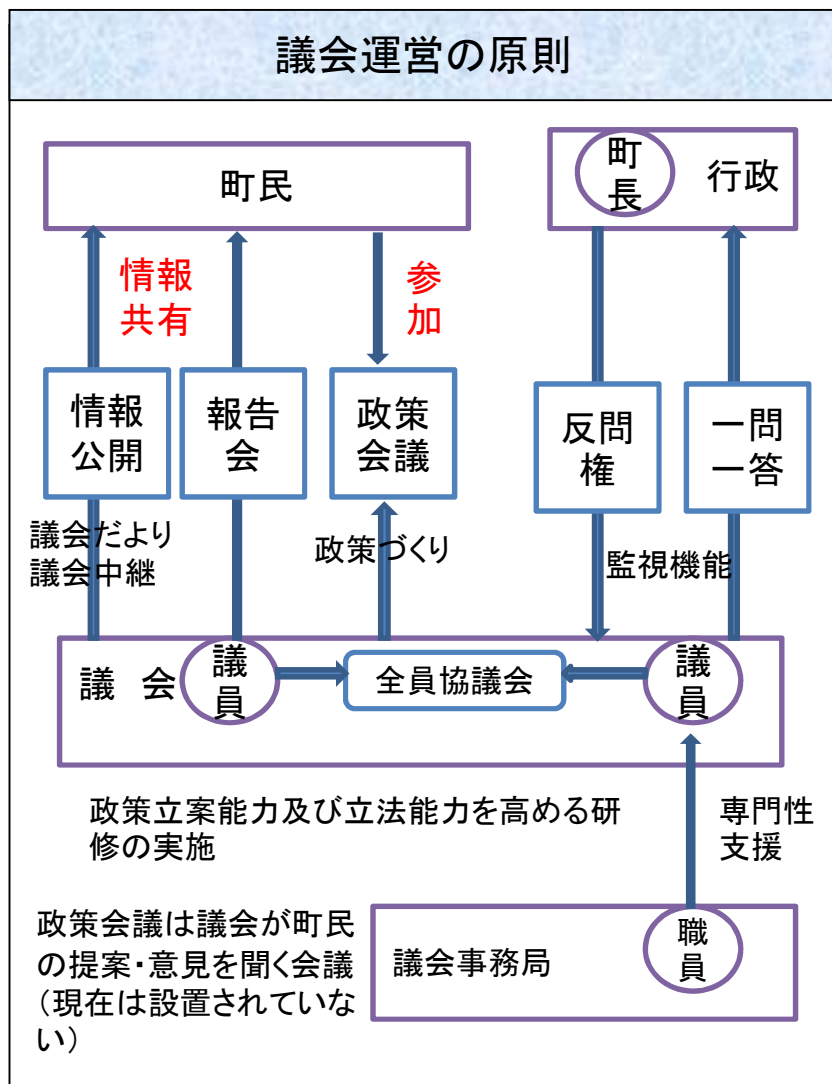 議会運営の原則
町民
町
長
行政
情報
共有
参
加
情報
公開
報告
会
政策
会議
反問
権
一問
一答
議会だより
議会中継
政策づくり
監視機能
議 会
議
員
全員協議会
議
員
政策立案能力及び立法能力を高める研
修の実施
専門性
支援
政策会議は議会が町民
の提案・意見を聞く会議
（現在は設置されていな
い）
議会事務局
職
員